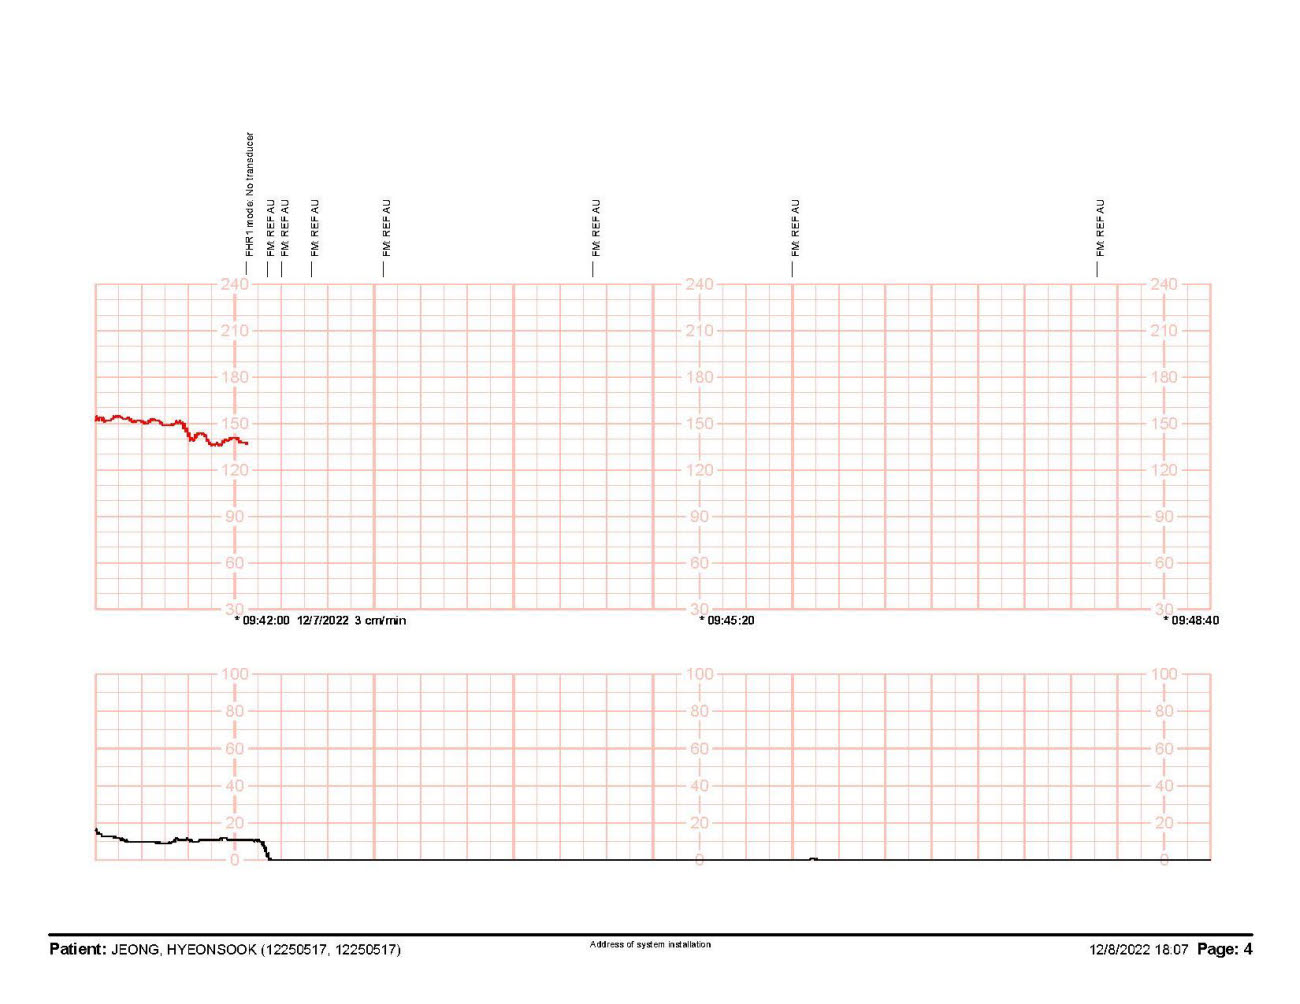 FHR1 mode: No transducer
FM: REF AU
FM: REF AU
FM: REF AU
FM: REF AU
FM: REF AU
FM: REF AU
FM: REF AU
240 240 240
210 210 210
180 180 180
150 150 150
120 120 120
90 90 90
60 60 60
30 30 30
* 09:42:00 12/7/2022 3 cm/min * 09:45:20 * 09:48:40
100 100 100
80 80 80
60 60 60
40 40 40
20 20 20
0 0 0
Patient: JEONG, HYEONSOOK (12250517, 12250517) Address of system installation 12/8/2022 18:07 Page: 4